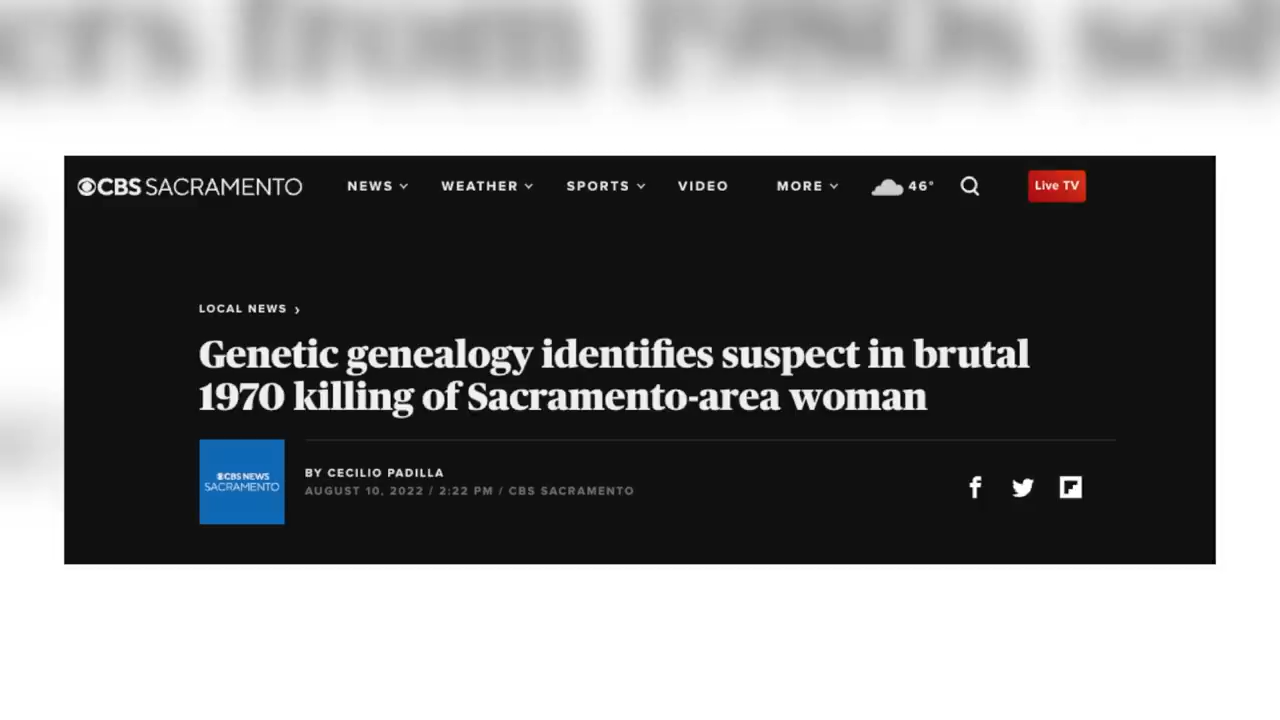 CBS SACRAMENTO NEWS WEATHER SPORTS VIDEO MORE 46° Live TV
LOCAL NEWS ›
Genetic genealogy identifies suspect in brutal
1970 killing of Sacramento-area woman
CBS NEWS
SACRAMENTO
BY CECILIO PADILLA
AUGUST 10, 2022 / 2:22 PM / CBS SACRAMENTO